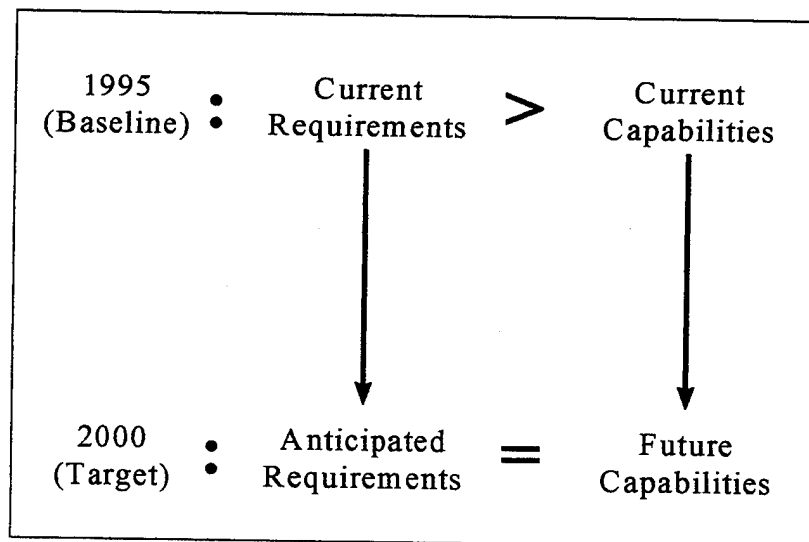 1995
(Baseline) : Current
Requirements > Current
Capabilities
2000
(Target) : Anticipated
Requirements = Future
Capabilities